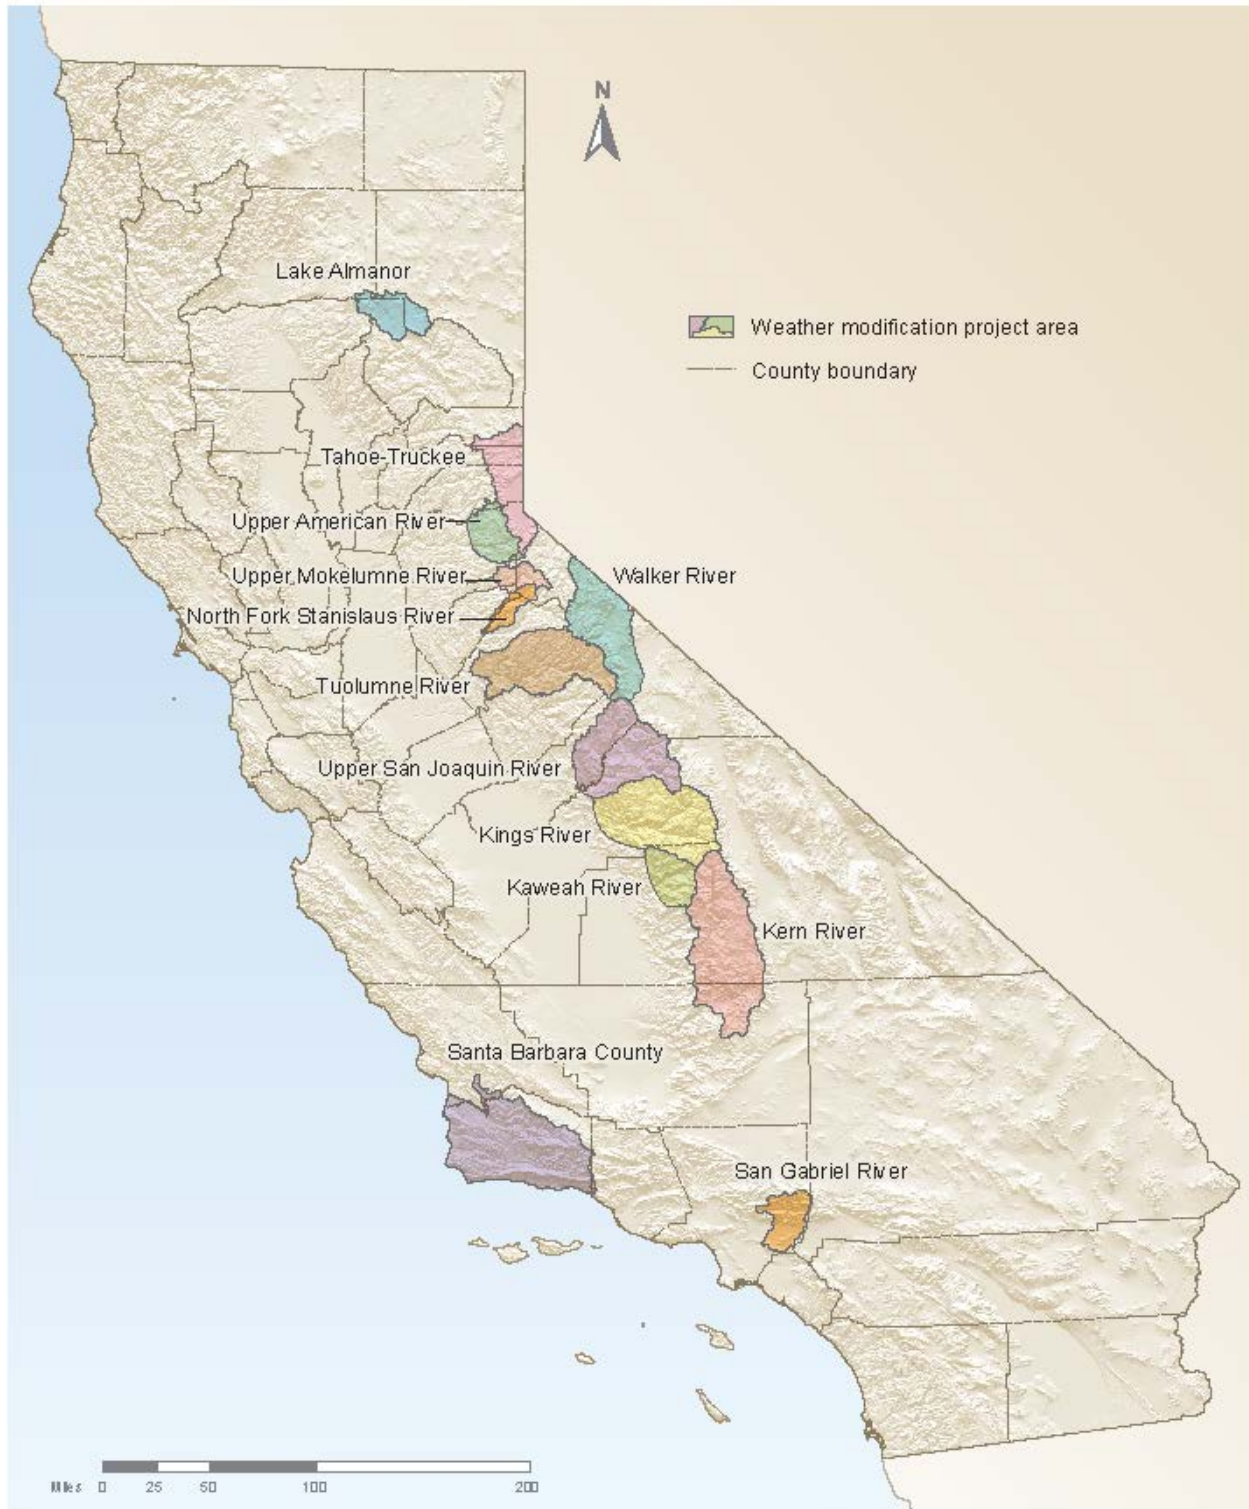 N
Lake Almanor
Weather modification project area
County boundary
Tahoe-Truckee
Upper American River
Upper Mokelumne River
Walker River
North Fork Stanislaus River
Tuolumne River
Upper San Joaquin River
Kings River
Kaweah River
Kern River
Santa Barbara County
San Gabriel River
Miles 0 25 50 100 200